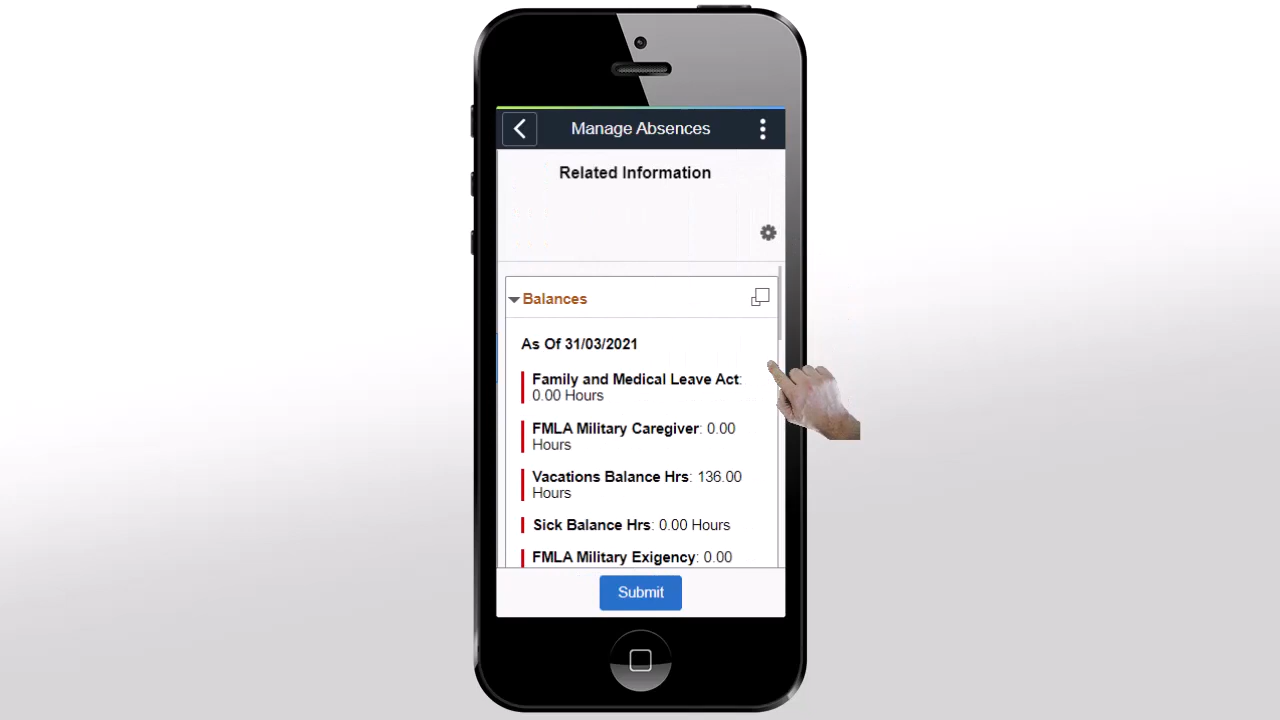 Manage Absences
Related Information
Balances
As Of 31/03/2021
Family and Medical Leave Act:
0.00 Hours
FMLA Military Caregiver: 0.00
Hours
Vacations Balance Hrs: 136.00
Hours
Sick Balance Hrs: 0.00 Hours
FMLA Military Exigency: 0.00
Submit